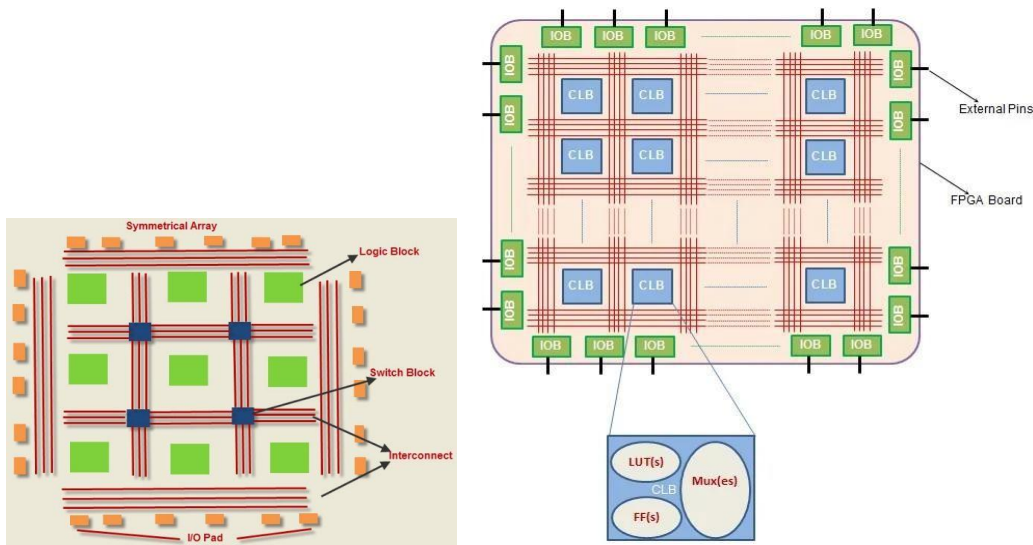 Symmetrical Array
Logic Block
Switch Block
Interconnect
I/O Pad
IOB IOB IOB IOB IOB
IOB IOB
CLB CLB CLB
External Pins
IOB IOB
CLB CLB CLB
FPGA Board
IOB IOB
CLB CLB CLB
IOB IOB
IOB IOB IOB IOB IOB
LUT(s)
Mux(es)
CLB
FF(s)